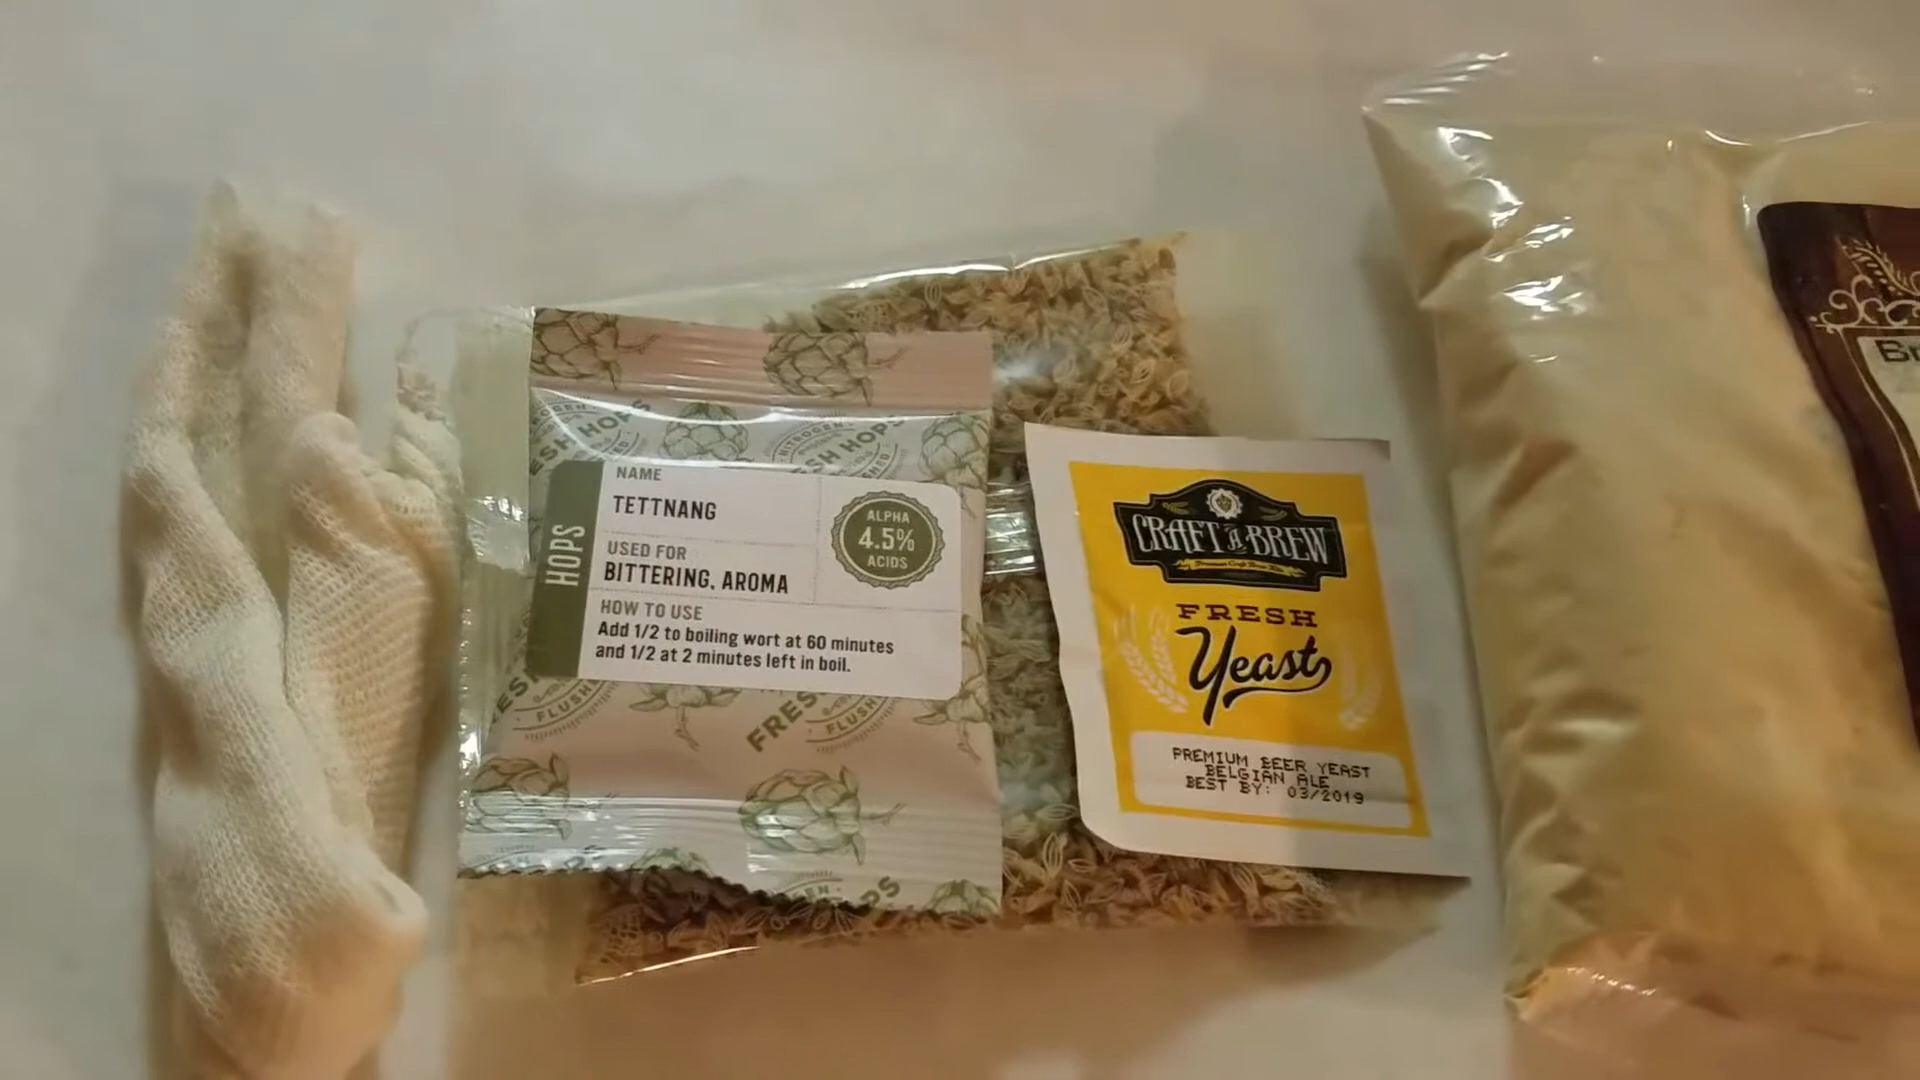 HOPS
NAME
TETTNANG
USED FOR
BITTERING, AROMA
HOW TO USE
Add 1/2 to boiling wort at 60 minutes
and 1/2 at 2 minutes left in boil.
ALPHA
4.5%
ACIDS
FRESH HOPS
NITROGEN
FLUSH
CRAFT A BREW
FRESH
Yeast
PREMIUM BEER YEAST
BELGIAN ALE
BEST BY: 03/2019